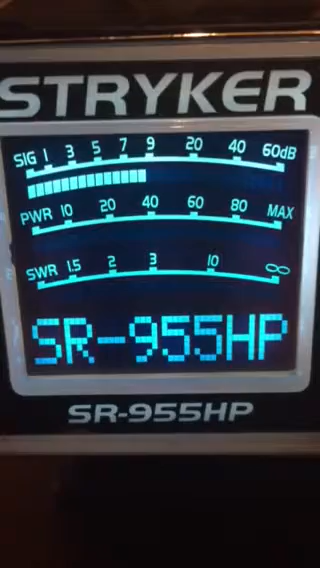 STRYKER
SIG 1 3 5 7 9 20 40 60dB
PWR 10 20 40 60 80 MAX
SWR 1.5 2 3 10 ∞
SR-955HP
SR-955HP